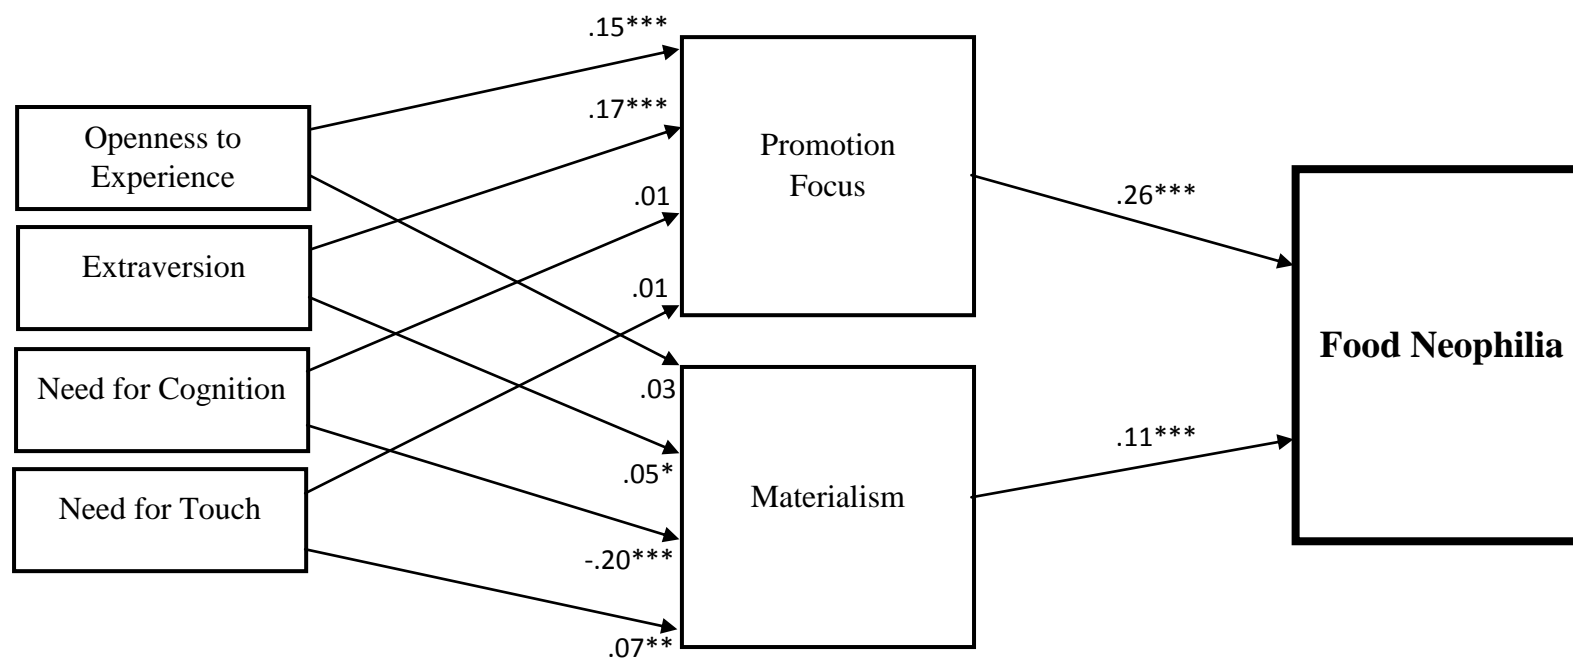 Openness to
Experience
Extraversion
Need for Cognition
Need for Touch
.15***
.17***
.01
.01
.03
.05*
-.20***
.07**
Promotion
Focus
Materialism
.26***
.11***
Food Neophilia